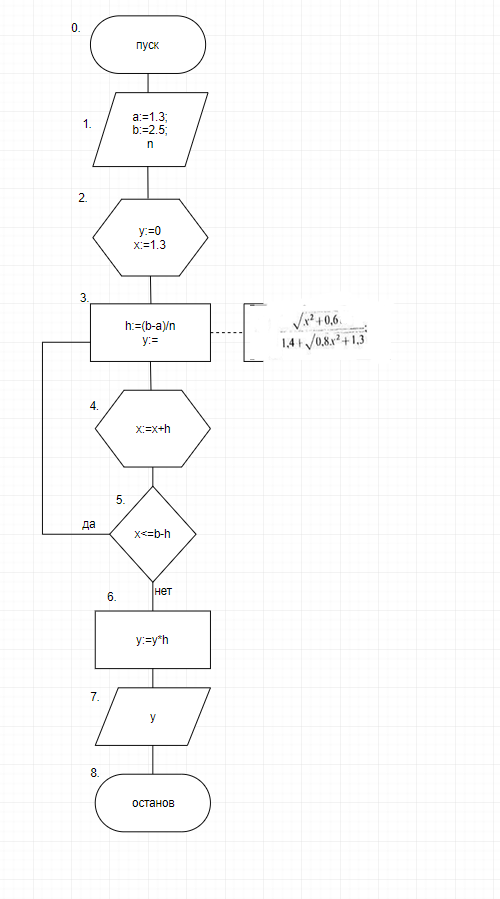 0.
пуск
1.
a:=1.3;
b:=2.5;
n
2.
y:=0
x:=1.3
3.
h:=(b-a)/n
y:=
√x²+0,6.
1,4+√0,8x²+1,3 ;
4.
x:=x+h
5.
x<=b-h
да
нет
6.
y:=y*h
7.
y
8.
останов